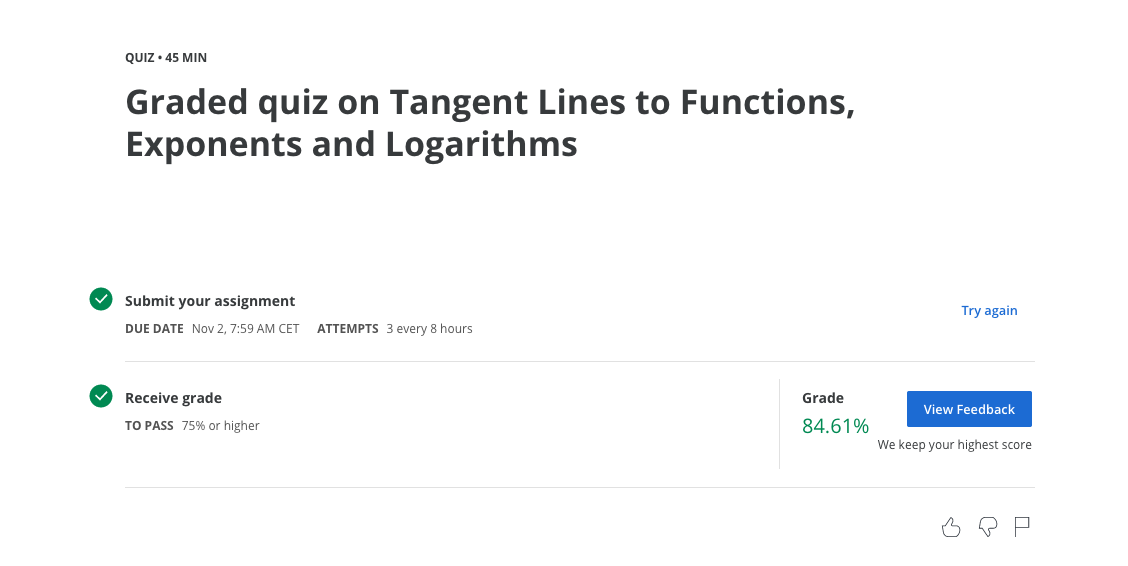 QUIZ • 45 MIN
Graded quiz on Tangent Lines to Functions,
Exponents and Logarithms
Submit your assignment
DUE DATE Nov 2, 7:59 AM CET ATTEMPTS 3 every 8 hours
Try again
Receive grade
TO PASS 75% or higher
Grade
84.61%
View Feedback
We keep your highest score